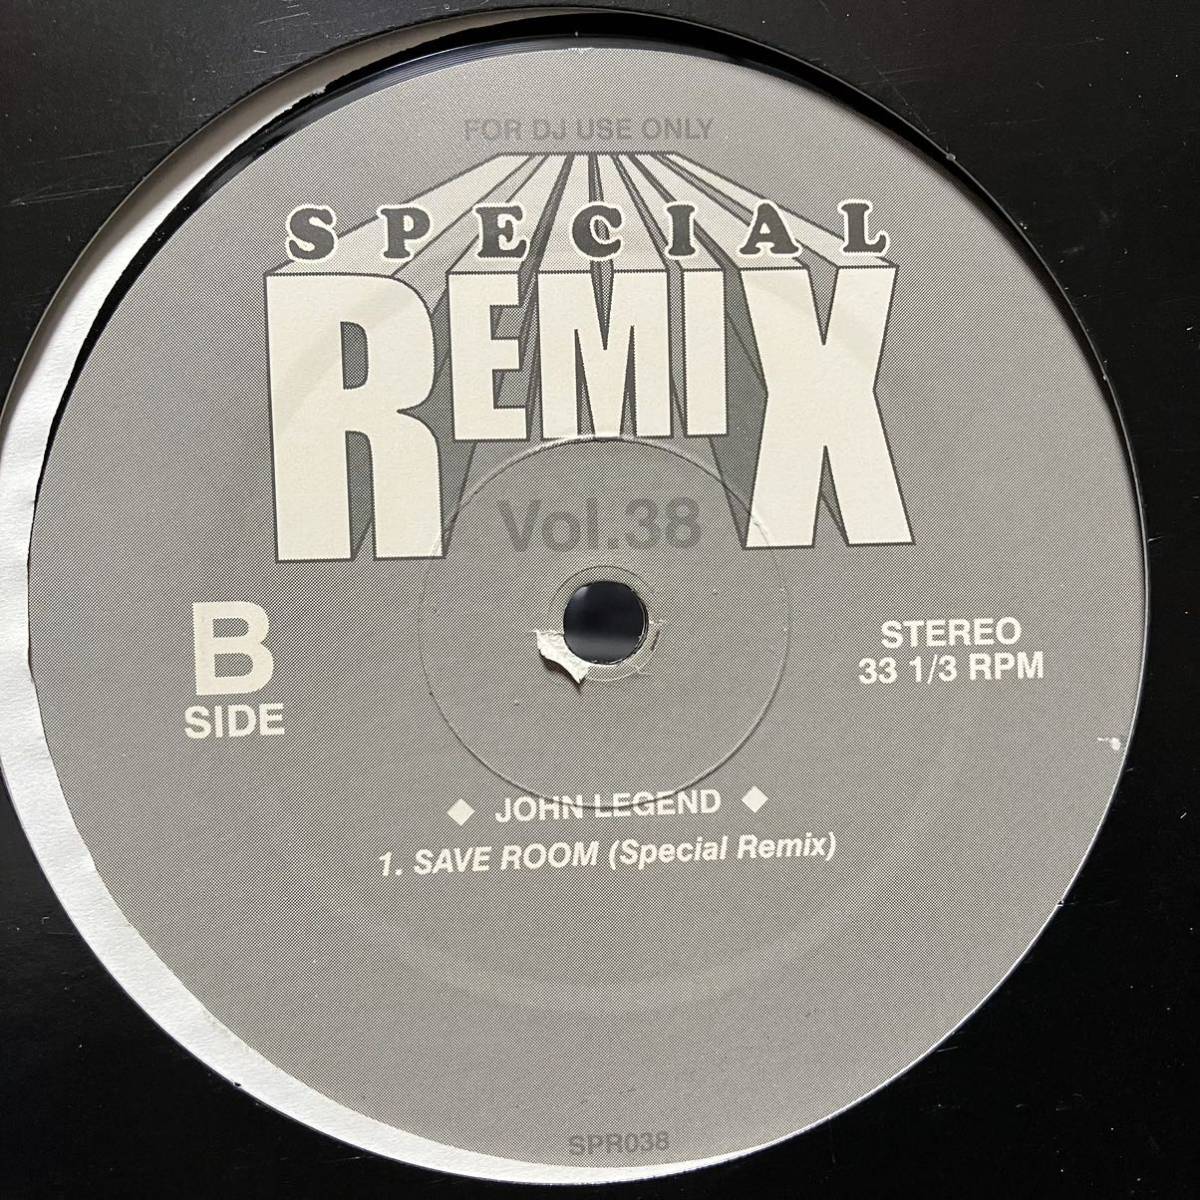 FOR DJ USE ONLY
SPECIAL
REMIX
Vol.38
B
SIDE
STEREO
33 1/3 RPM
◆ JOHN LEGEND ◆
1. SAVE ROOM (Special Remix)
SPR038